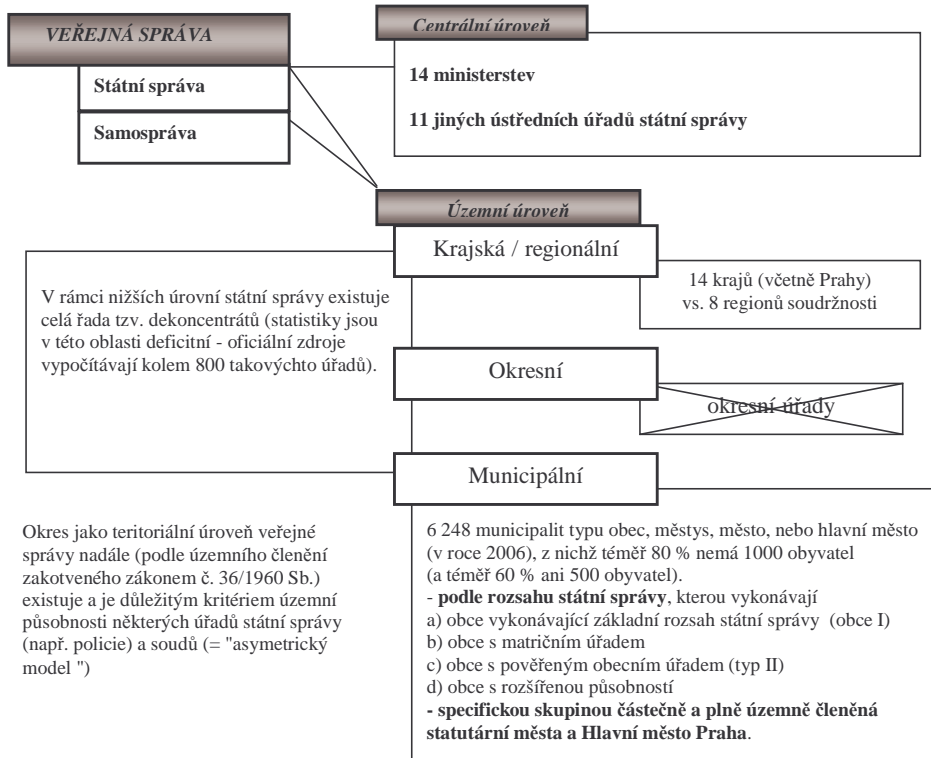 VEŘEJNÁ SPRÁVA
Státní správa
Samospráva
Centrální úroveň
14 ministerstev
11 jiných ústředních úřadů státní správy
Územní úroveň
Krajská / regionální
14 krajů (včetně Prahy)
vs. 8 regionů soudržnosti
V rámci nižších úrovní státní správy existuje
celá řada tzv. dekoncentrátů (statistiky jsou
v této oblasti deficitní - oficiální zdroje
vypočítávají kolem 800 takovýchto úřadů).
Okresní
okresní úřady
Municipální
Okres jako teritoriální úroveň veřejné
správy nadále (podle územního členění
zakotveného zákonem č. 36/1960 Sb.)
existuje a je důležitým kritériem územní
působnosti některých úřadů státní správy
(např. policie) a soudů (= "asymetrický
model ")
6 248 municipalit typu obec, městys, město, nebo hlavní město
(v roce 2006), z nichž téměř 80 % nemá 1000 obyvatel
(a téměř 60 % ani 500 obyvatel).
- podle rozsahu státní správy, kterou vykonávají
a) obce vykonávající základní rozsah státní správy (obce I)
b) obce s matričním úřadem
c) obce s pověřeným obecním úřadem (typ II)
d) obce s rozšířenou působností
- specifickou skupinou částečně a plně územně členěná
statutární města a Hlavní město Praha.